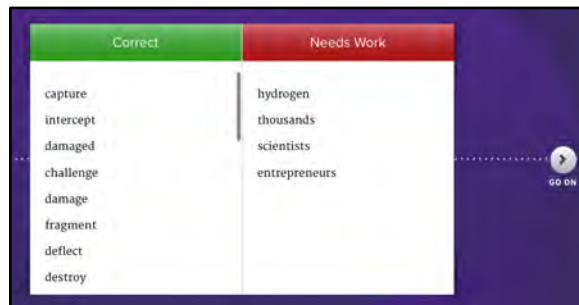 Correct Needs Work
capture hydrogen
intercept thousands
damaged scientists
challenge entrepreneurs
damage
fragment
deflect
destroy
GO ON